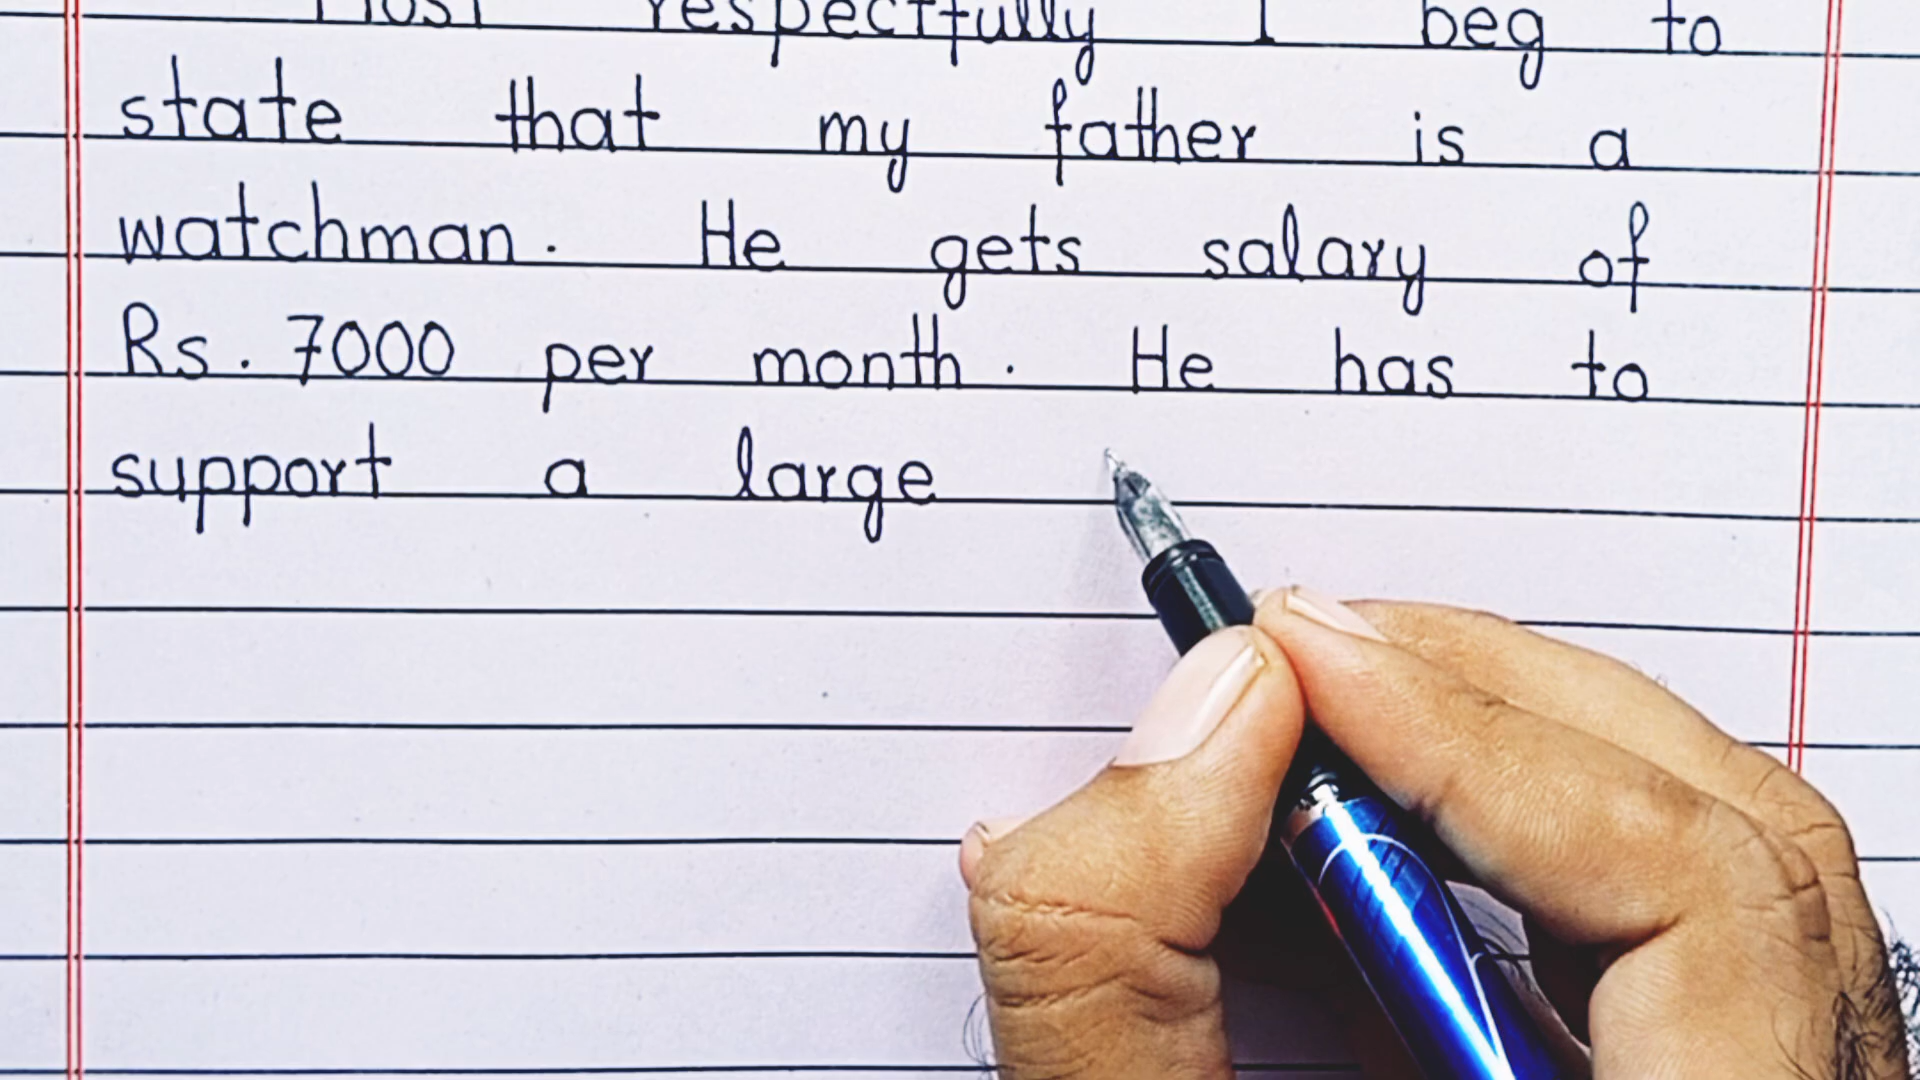 Most respectfully I beg to
state that my father is a
watchman. He gets salary of
Rs. 7000 per month. He has to
support a large